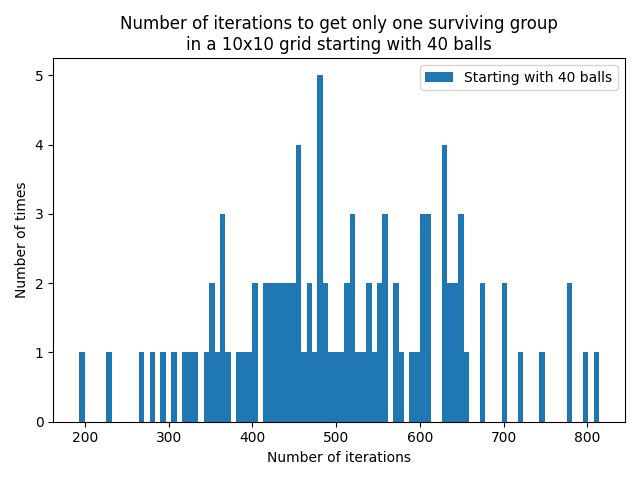 Number of iterations to get only one surviving group
in a 10x10 grid starting with 40 balls
Starting with 40 balls
Number of times
5
4
3
2
1
0
200 300 400 500 600 700 800
Number of iterations